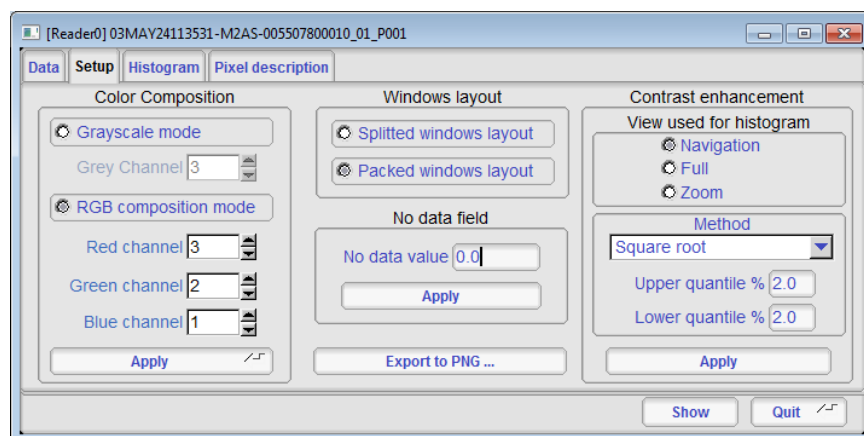 [Reader0] 03MAY24113531-M2AS-005507800010_01_P001
Data Setup Histogram Pixel description
Color Composition
Grayscale mode
Grey Channel 3
RGB composition mode
Red channel 3
Green channel 2
Blue channel 1
Apply
Windows layout
Splitted windows layout
Packed windows layout
No data field
No data value 0.0
Apply
Export to PNG ...
Contrast enhancement
View used for histogram
Navigation
Full
Zoom
Method
Square root
Upper quantile % 2.0
Lower quantile % 2.0
Apply
Show Quit